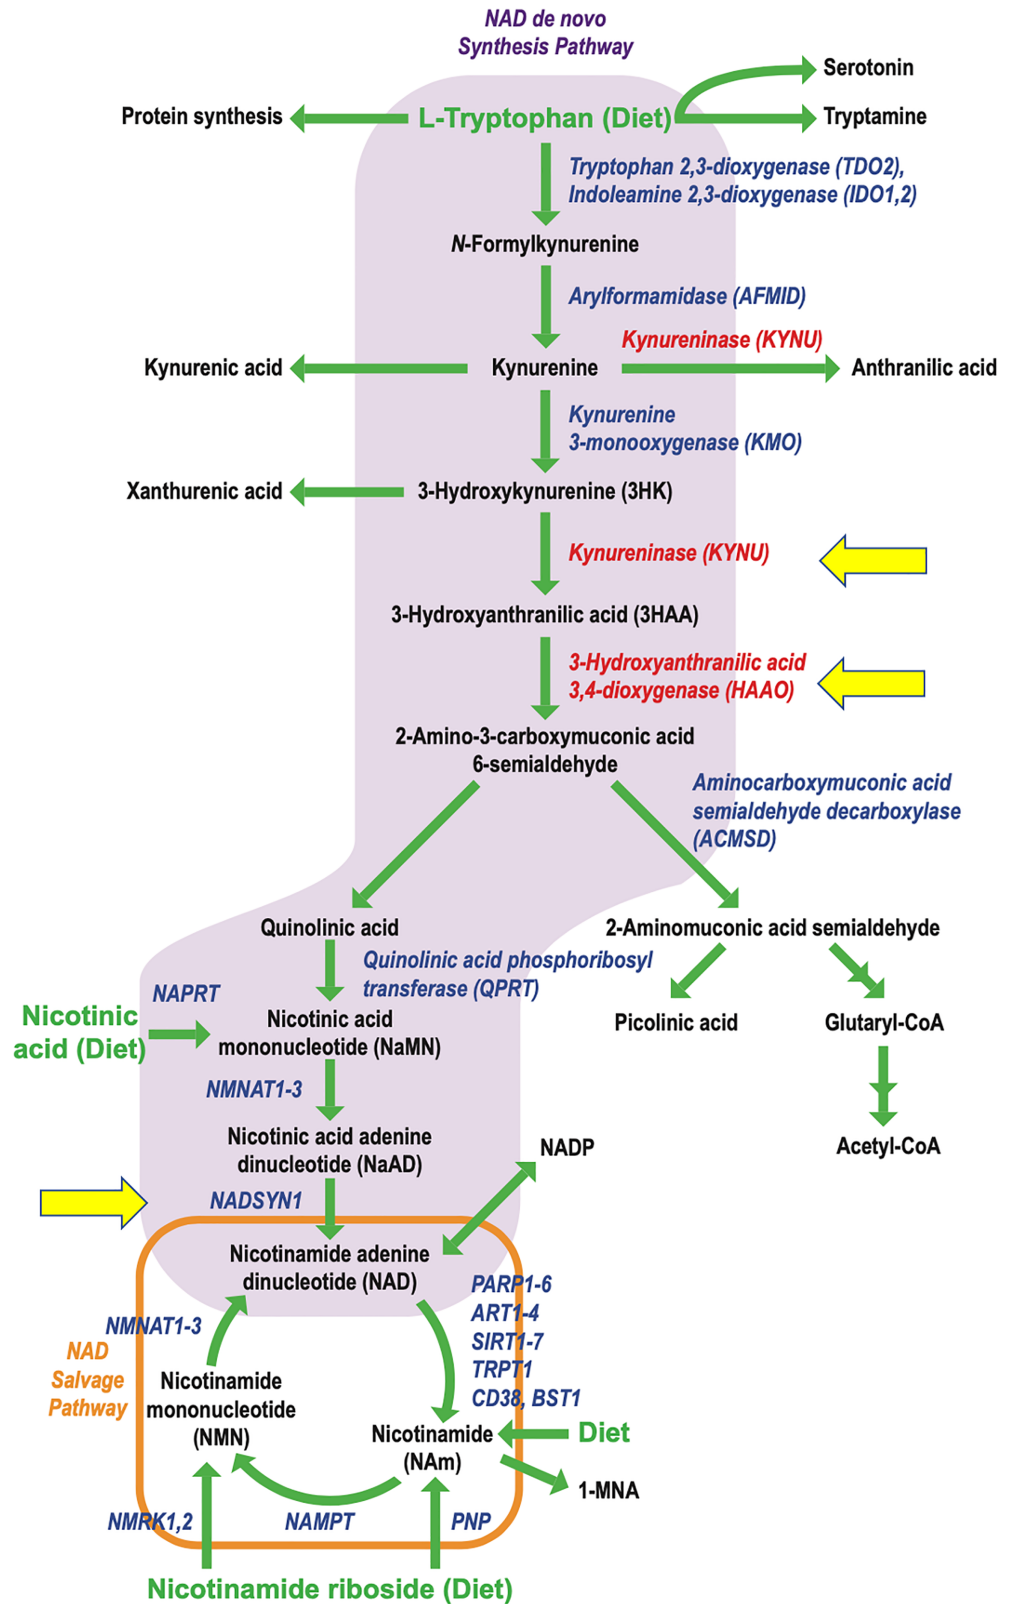 NAD de novo
Synthesis Pathway
Serotonin
Protein synthesis
L-Tryptophan (Diet)
Tryptamine
Tryptophan 2,3-dioxygenase (TDO2),
Indoleamine 2,3-dioxygenase (IDO1,2)
N-Formylkynurenine
Arylformamidase (AFMID)
Kynureninase (KYNU)
Kynurenic acid
Kynurenine
Anthranilic acid
Kynurenine
3-monooxygenase (KMO)
Xanthurenic acid
3-Hydroxykynurenine (3HK)
Kynureninase (KYNU)
3-Hydroxyanthranilic acid (3HAA)
3-Hydroxyanthranilic acid
3,4-dioxygenase (HAAO)
2-Amino-3-carboxymuconic acid
6-semialdehyde
Aminocarboxymuconic acid
semialdehyde decarboxylase
(ACMSD)
Quinolinic acid
2-Aminomuconic acid semialdehyde
Quinolinic acid phosphoribosyl
transferase (QPRT)
NAPRT
Nicotinic
acid (Diet)
Nicotinic acid
mononucleotide (NaMN)
Picolinic acid
Glutaryl-CoA
NMNAT1-3
Nicotinic acid adenine
dinucleotide (NaAD)
NADP
Acetyl-CoA
NADSYN1
Nicotinamide adenine
dinucleotide (NAD)
PARP1-6
ART1-4
SIRT1-7
TRPT1
CD38, BST1
NMNAT1-3
NAD
Salvage
Pathway
Nicotinamide
mononucleotide
(NMN)
Nicotinamide
(NAm)
Diet
1-MNA
NMRK1,2
NAMPT
PNP
Nicotinamide riboside (Diet)